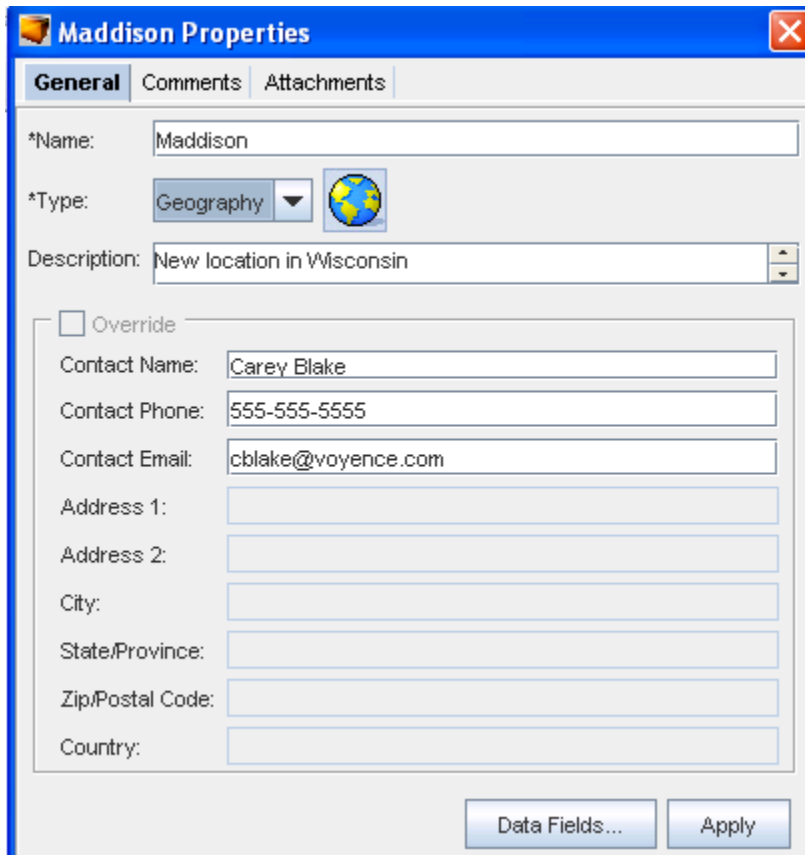 Maddison Properties
General Comments Attachments
*Name: Maddison
*Type: Geography
Description: New location in Wisconsin
Override
Contact Name: Carey Blake
Contact Phone: 555-555-5555
Contact Email: cblake@voyence.com
Address 1:
Address 2:
City:
State/Province:
Zip/Postal Code:
Country:
Data Fields... Apply